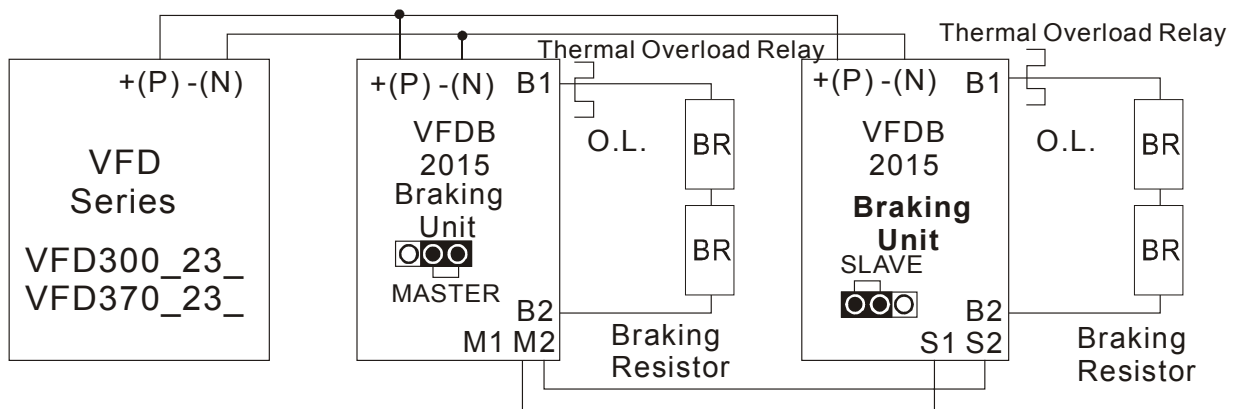 +(P) -(N)
VFD
Series
VFD300_23_
VFD370_23_
Thermal Overload Relay
+(P) -(N) B1
VFDB
2015
Braking
Unit
MASTER
B2
M1 M2
O.L.
BR
BR
Braking
Resistor
Thermal Overload Relay
+(P) -(N) B1
VFDB
2015
Braking
Unit
SLAVE
B2
S1 S2
O.L.
BR
BR
Braking
Resistor